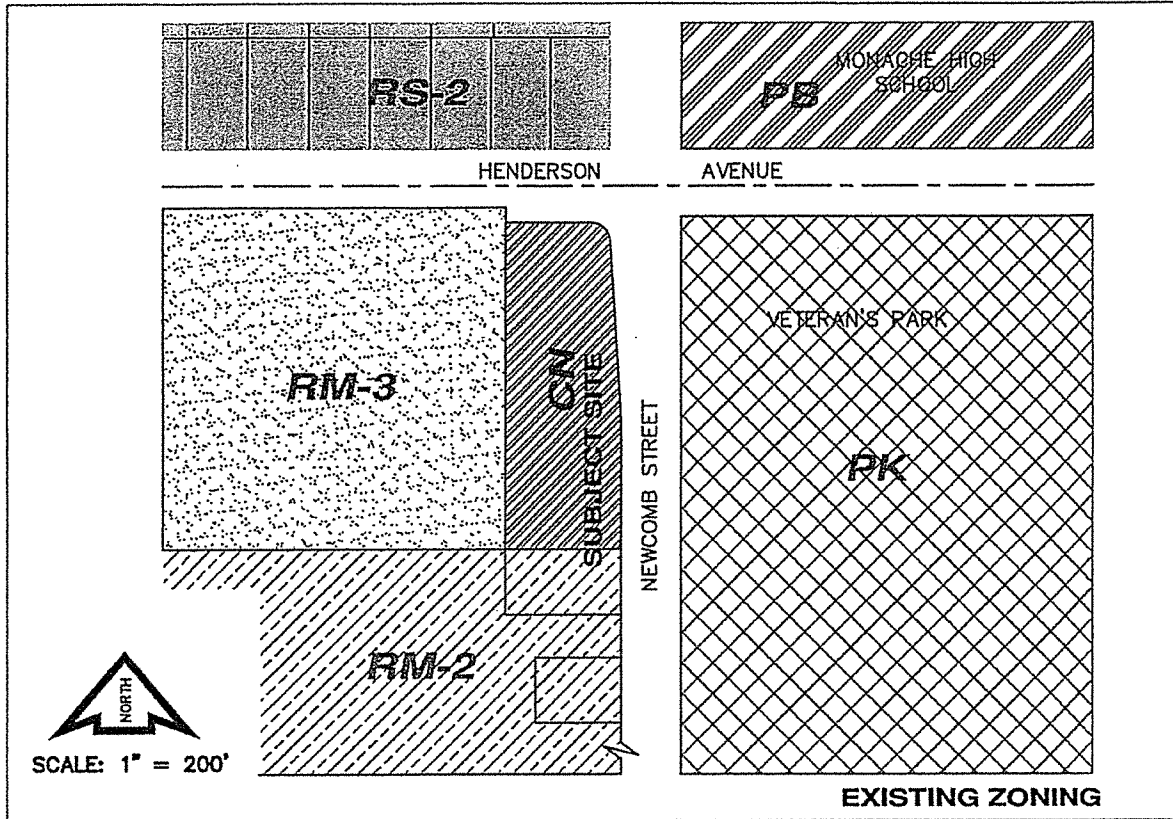 RS-2
PB
MONACHE HIGH
SCHOOL
HENDERSON AVENUE
RM-3
CN
SUBJECT SITE
NEWCOMB STREET
VETERAN'S PARK
PK
RM-2
NORTH
SCALE: 1" = 200'
EXISTING ZONING